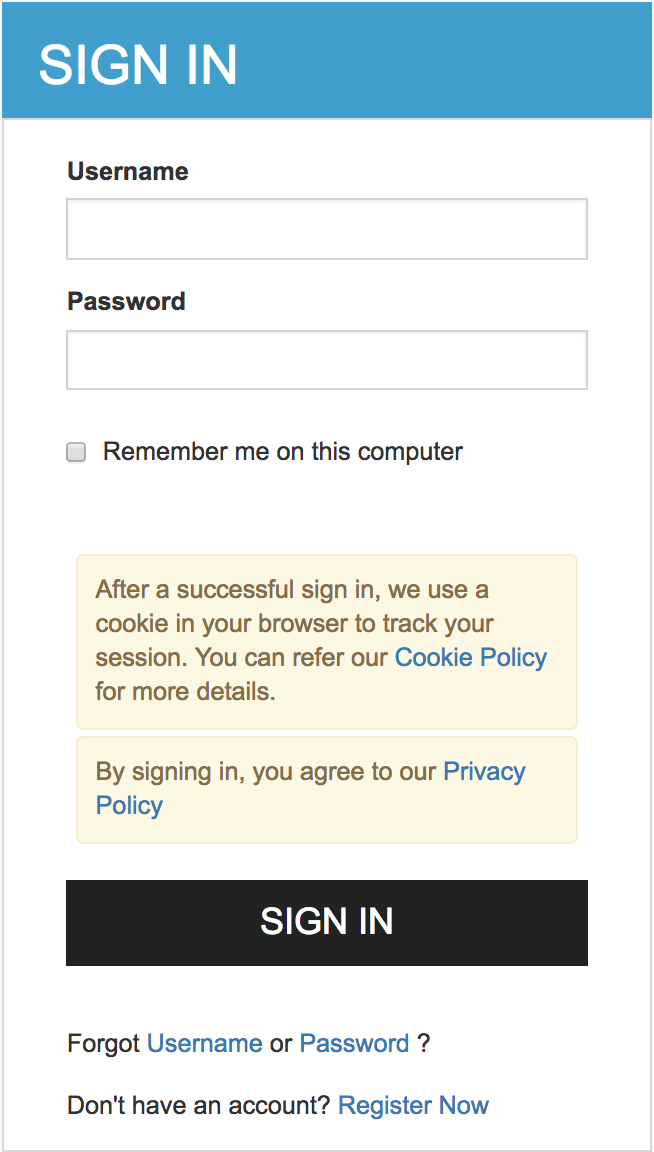 SIGN IN
Username
Password
Remember me on this computer
After a successful sign in, we use a
cookie in your browser to track your
session. You can refer our Cookie Policy
for more details.
By signing in, you agree to our Privacy
Policy
SIGN IN
Forgot Username or Password ?
Don't have an account? Register Now